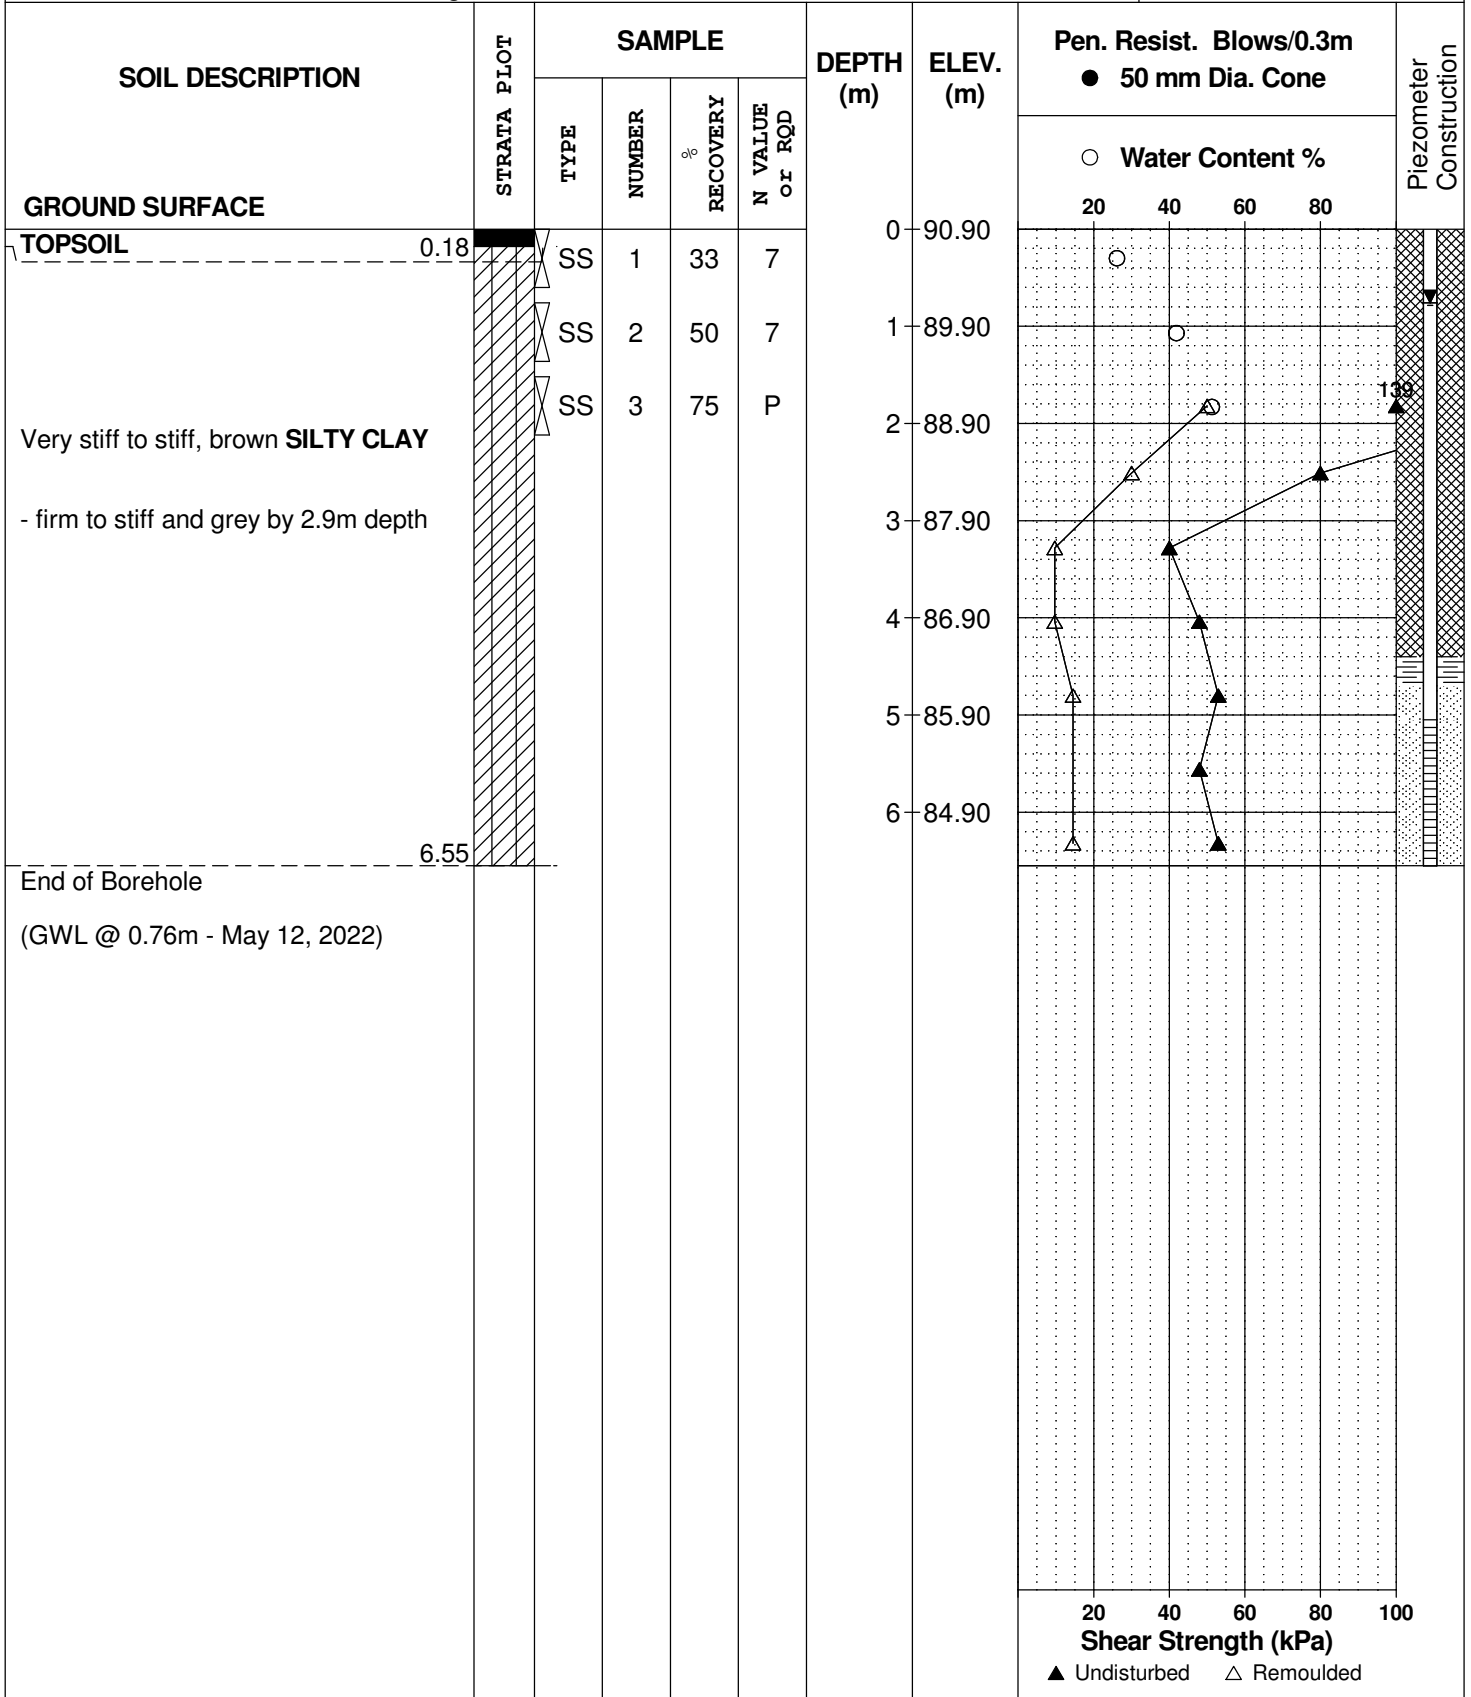 SOIL DESCRIPTION
GROUND SURFACE
STRATA PLOT
SAMPLE
TYPE
NUMBER
% RECOVERY
N VALUE or RQD
DEPTH (m)
ELEV. (m)
Pen. Resist. Blows/0.3m
● 50 mm Dia. Cone
○ Water Content %
20 40 60 80
Piezometer Construction
TOPSOIL 0.18
SS 1 33 7
SS 2 50 7
SS 3 75 P
0 90.90
1 89.90
2 88.90
3 87.90
4 86.90
5 85.90
6 84.90
139
Very stiff to stiff, brown SILTY CLAY
- firm to stiff and grey by 2.9m depth
6.55
End of Borehole
(GWL @ 0.76m - May 12, 2022)
20 40 60 80 100
Shear Strength (kPa)
▲ Undisturbed △ Remoulded